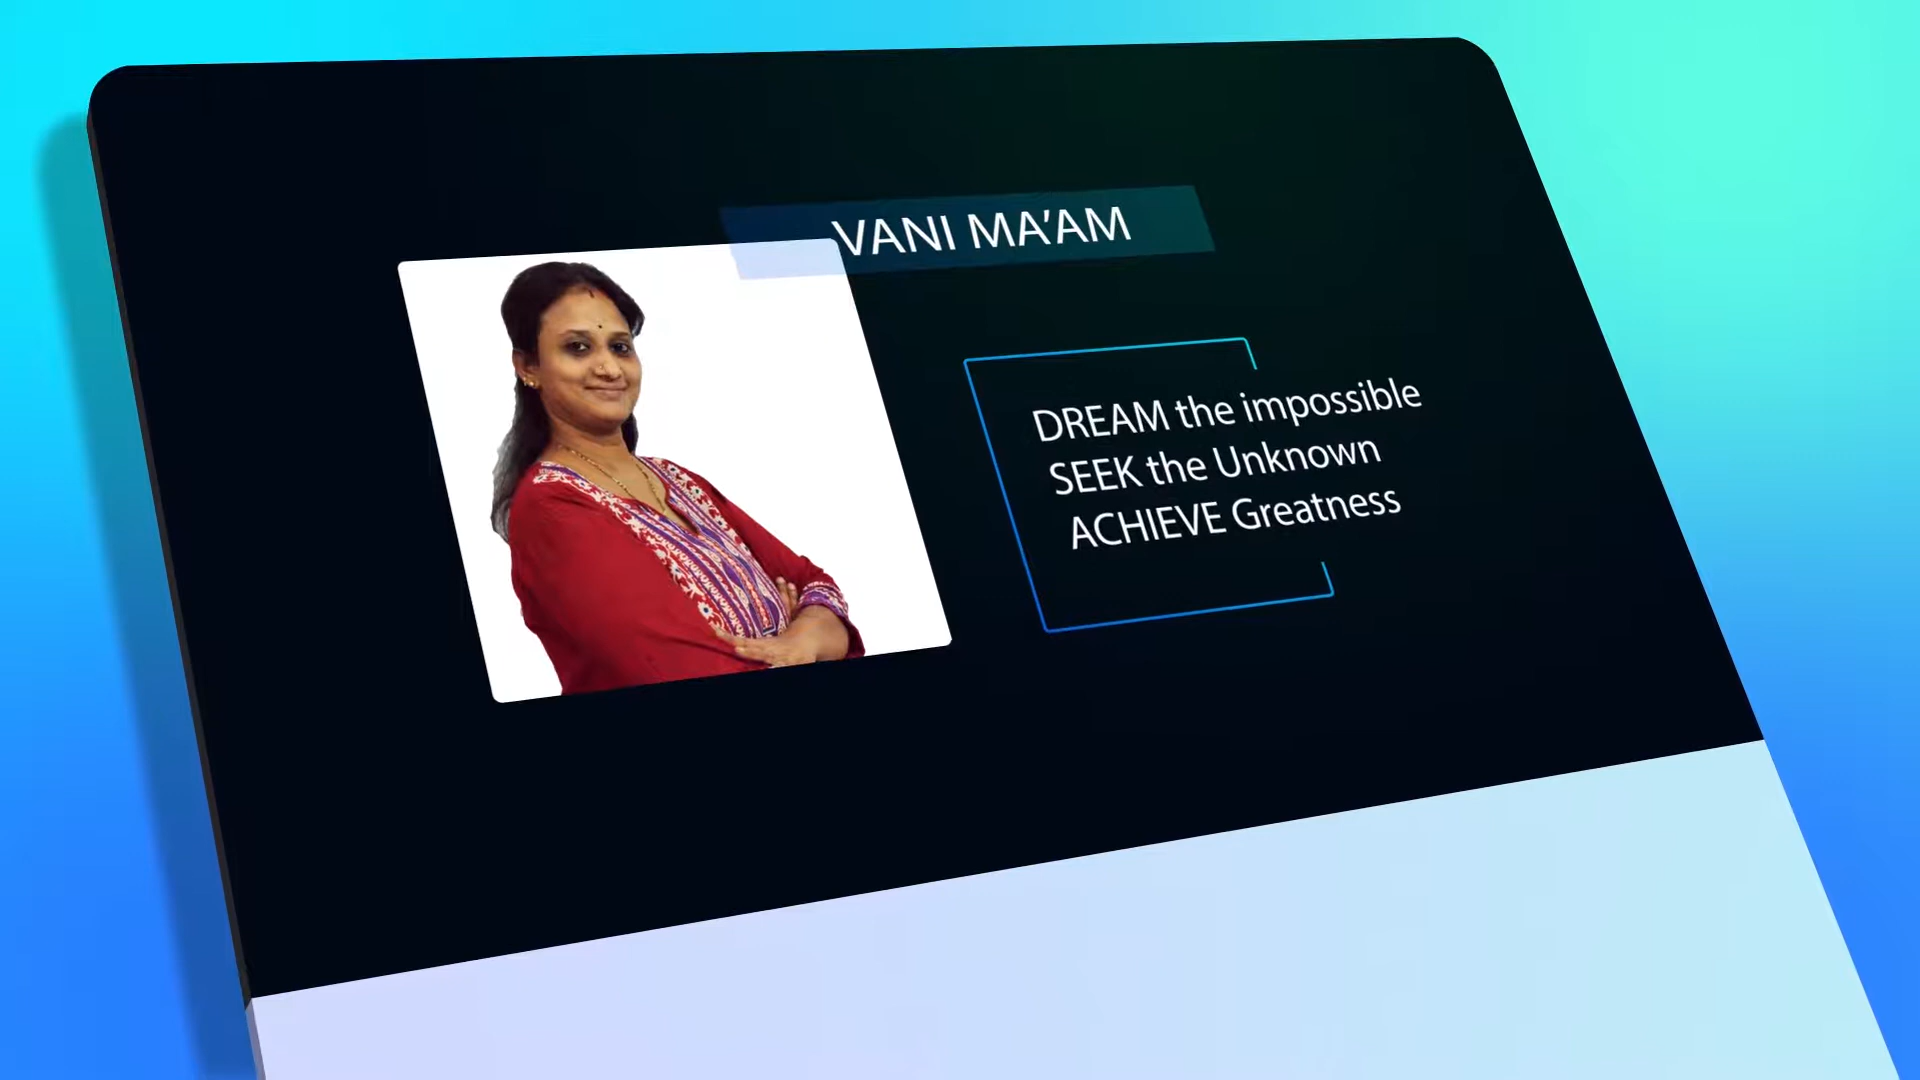 VANI MA’AM
DREAM the impossible
SEEK the Unknown
ACHIEVE Greatness